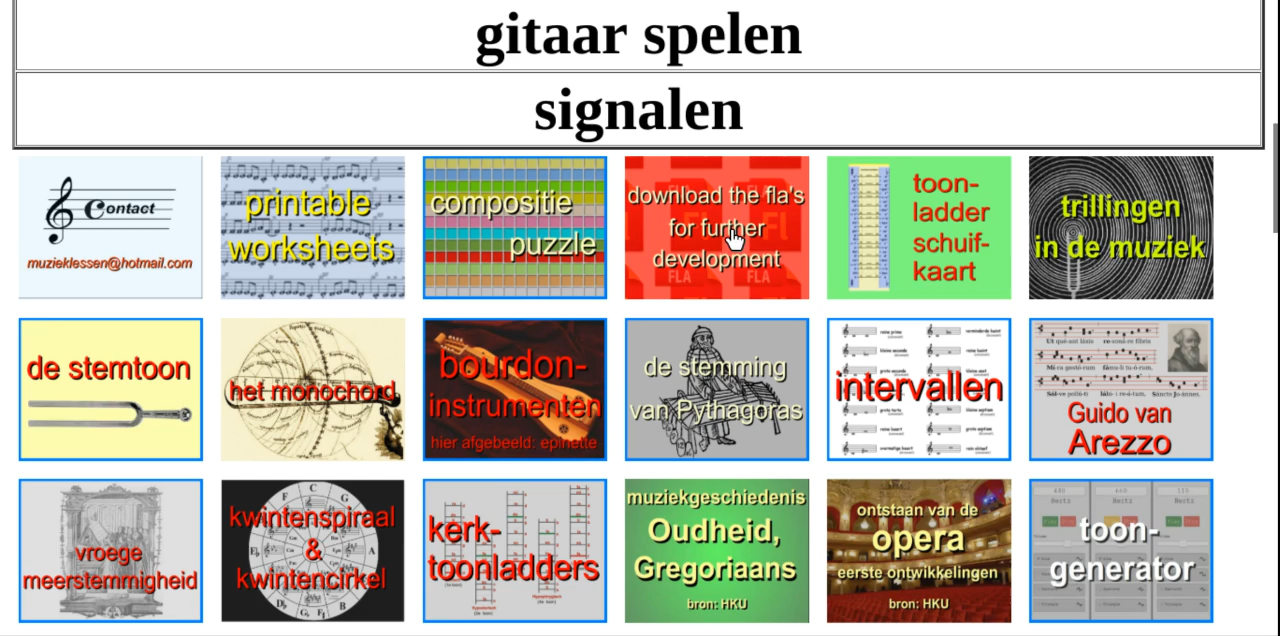 gitaar spelen
signalen
Contact
muzieklessen@hotmail.com
printable
worksheets
compositie
puzzle
download the fla's
for further
development
toon-
ladder
schuif-
kaart
trillingen
in de muziek
de stemtoon
het monochord
bourdon-
instrumenten
hier afgebeeld: epinette
de stemming
van Pythagoras
intervallen
Guido van
Arezzo
vroege
meerstemmigheid
kwintenspiraal
&
kwintencirkel
kerk-
toonladders
muziekgeschiedenis
Oudheid,
Gregoriaans
bron: HKU
ontstaan van de
opera
eerste ontwikkelingen
bron: HKU
toon-
generator